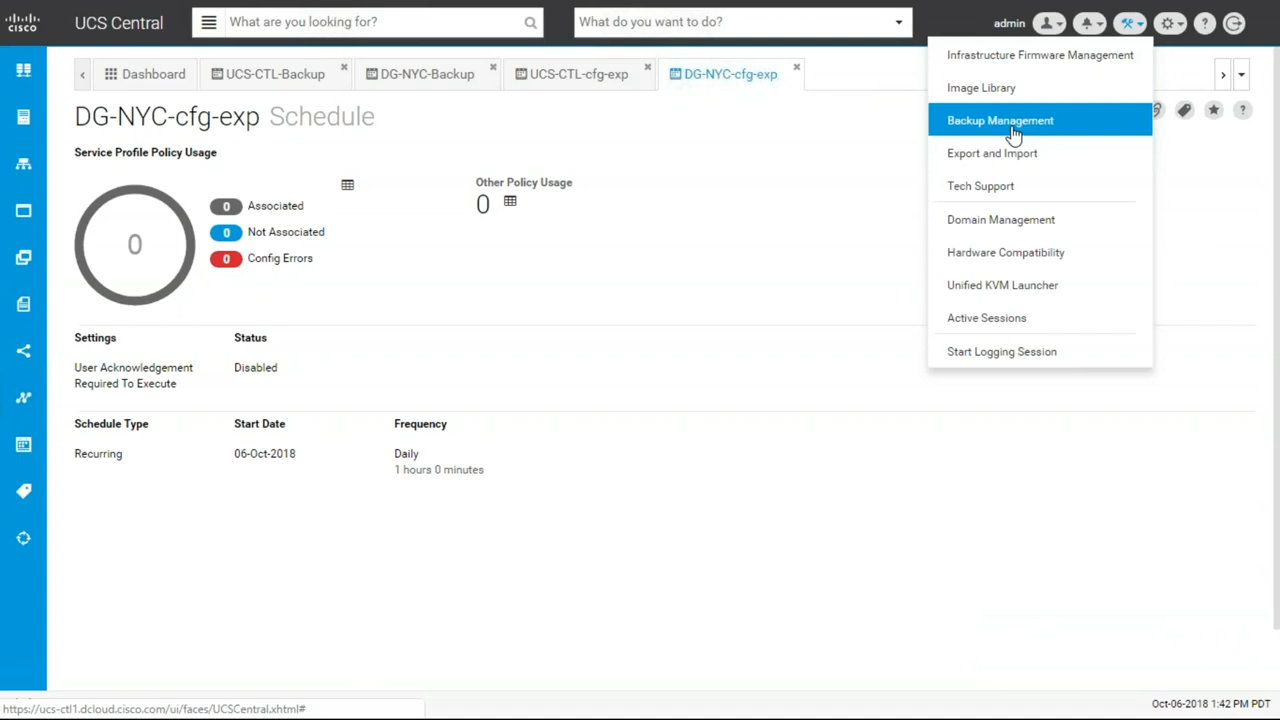 cisco
UCS Central
What are you looking for?
What do you want to do?
admin
Dashboard
UCS-CTL-Backup
DG-NYC-Backup
UCS-CTL-cfg-exp
DG-NYC-cfg-exp
Infrastructure Firmware Management
Image Library
Backup Management
Export and Import
Tech Support
Domain Management
Hardware Compatibility
Unified KVM Launcher
Active Sessions
Start Logging Session
DG-NYC-cfg-exp Schedule
Service Profile Policy Usage
0
0 Associated
0 Not Associated
0 Config Errors
Other Policy Usage
0
Settings
Status
User Acknowledgement
Required To Execute
Disabled
Schedule Type
Start Date
Frequency
Recurring
06-Oct-2018
Daily
1 hours 0 minutes
https://ucs-ctl1.dcloud.cisco.com/ui/faces/UCSCentral.xhtml#
Oct-06-2018 1:42 PM PDT